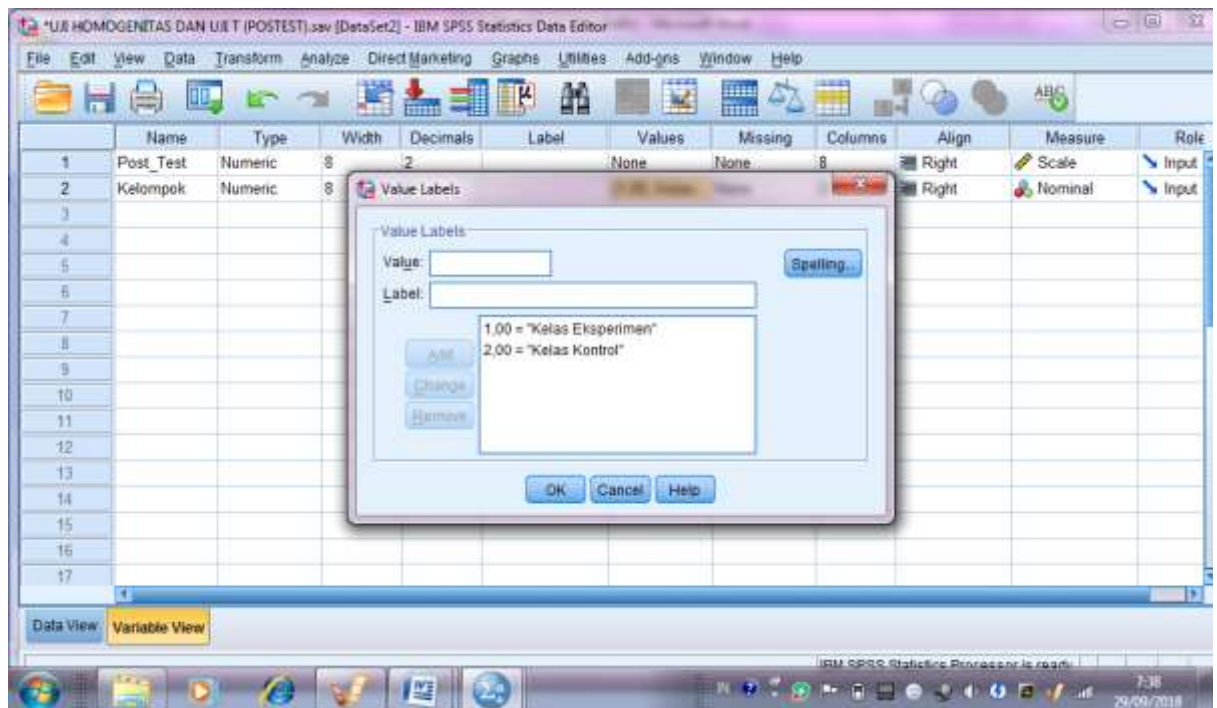 *UJI HOMOGENITAS DAN UJI T (POSTEST).sav [DataSet2] - IBM SPSS Statistics Data Editor
File Edit View Data Transform Analyze Direct Marketing Graphs Utilities Add-ons Window Help
Name Type Width Decimals Label Values Missing Columns Align Measure Role
1 Post_Test Numeric 8 2 None None 8 Right Scale Input
2 Kelompok Numeric 8 Right Nominal Input
Value Labels
Value Labels
Value:
Spelling...
Label:
1,00 = "Kelas Eksperimen"
2,00 = "Kelas Kontrol"
Add
Change
Remove
OK Cancel Help
3
4
5
6
7
8
9
10
11
12
13
14
15
16
17
Data View Variable View
IBM SPSS Statistics Processor is ready
7:38
29/09/2018